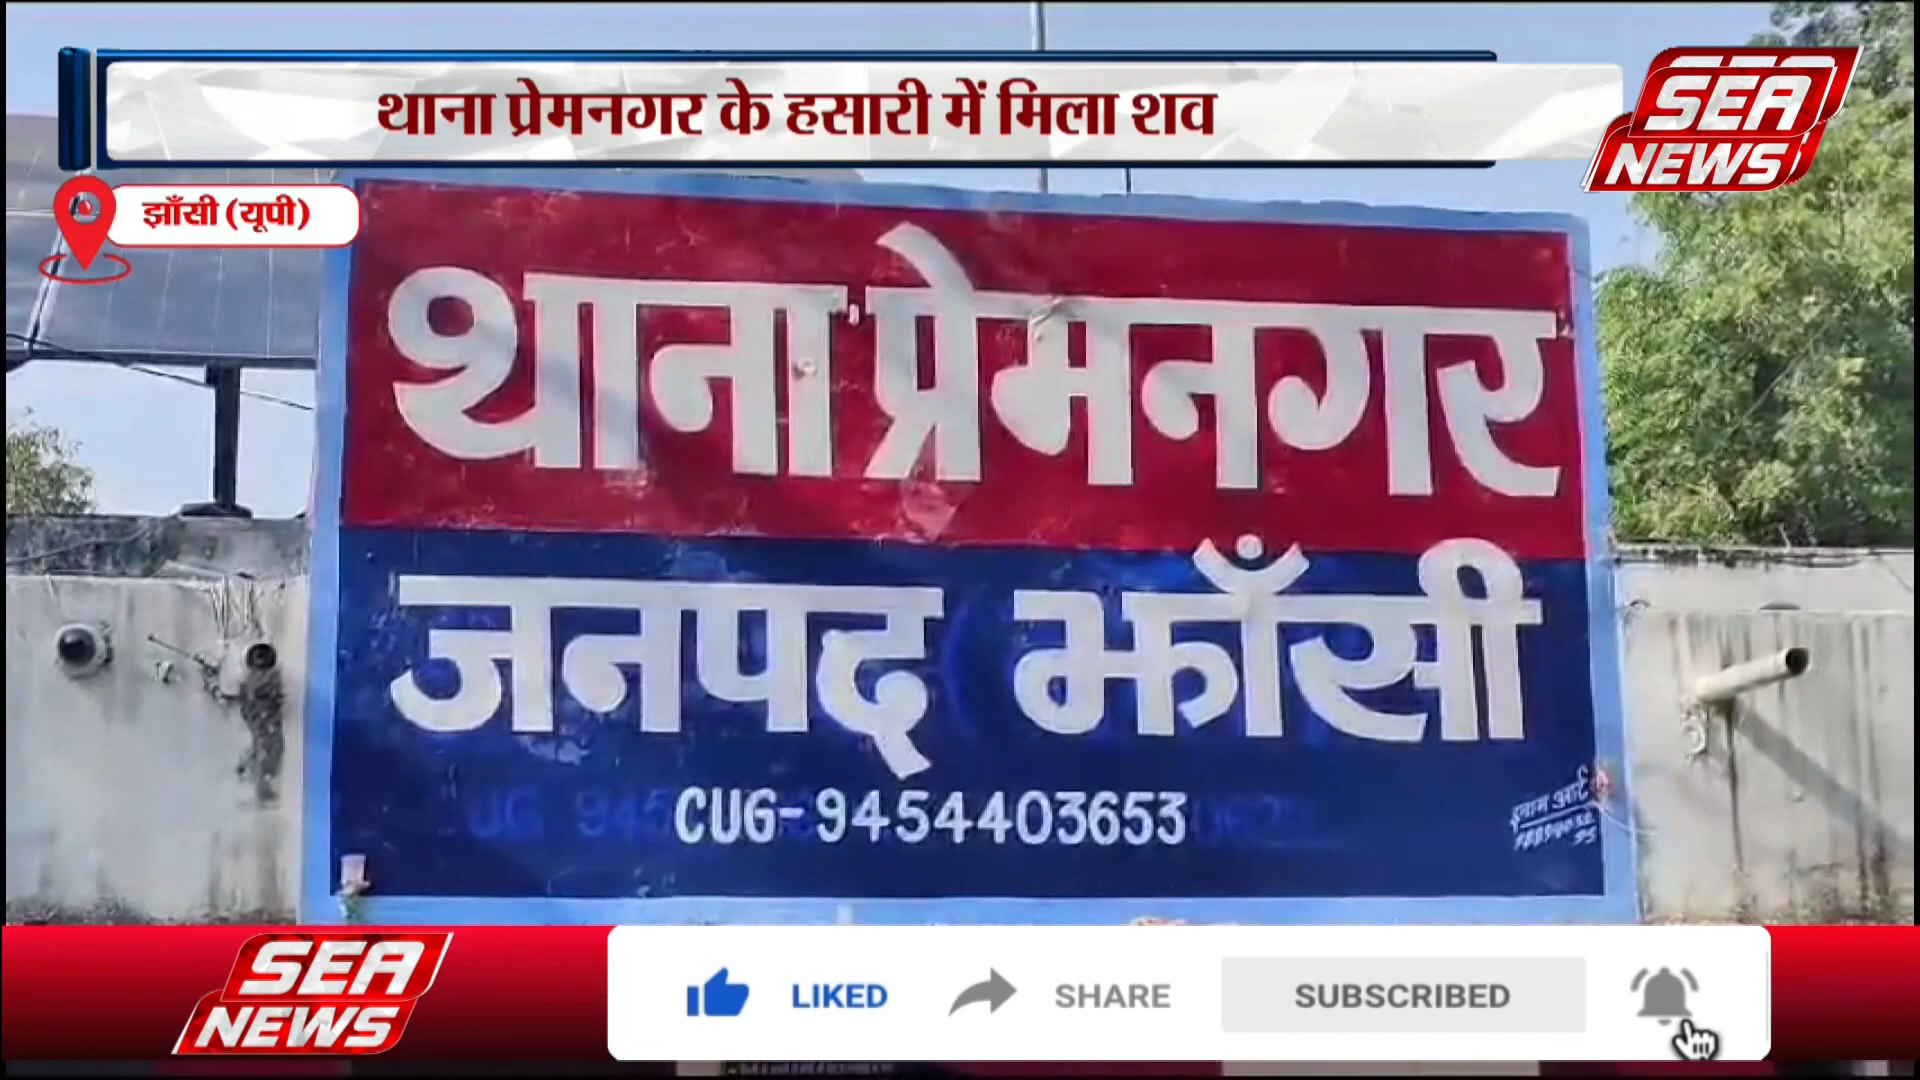 थाना प्रेमनगर के हसारी में मिला शव
SEA
NEWS
झाँसी (यूपी)
थाना प्रेमनगर
जनपद झाँसी
CUG-9454403653
SEA
NEWS
LIKED
SHARE
SUBSCRIBED